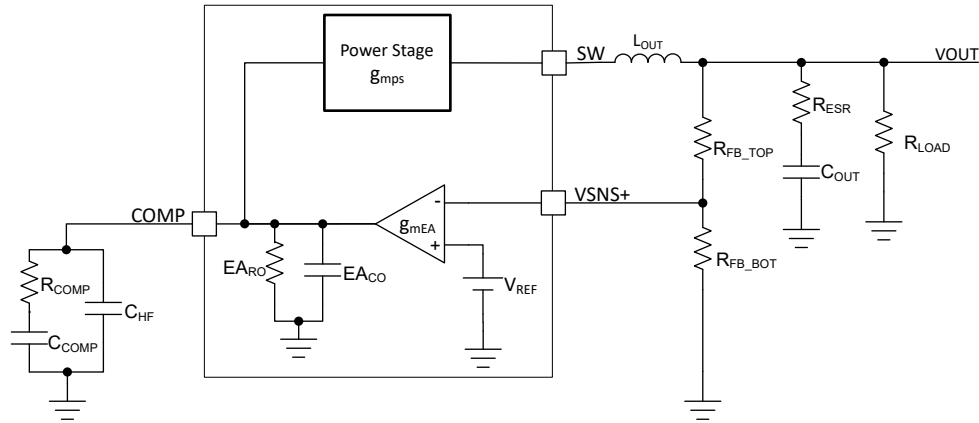 Power Stage
gmps
SW
LOUT
VOUT
RESR
RFB_TOP
COUT
RLOAD
VSNS+
COMP
-
gmEA
+
EARO
EACO
VREF
RFB_BOT
RCOMP
CHF
CCOMP